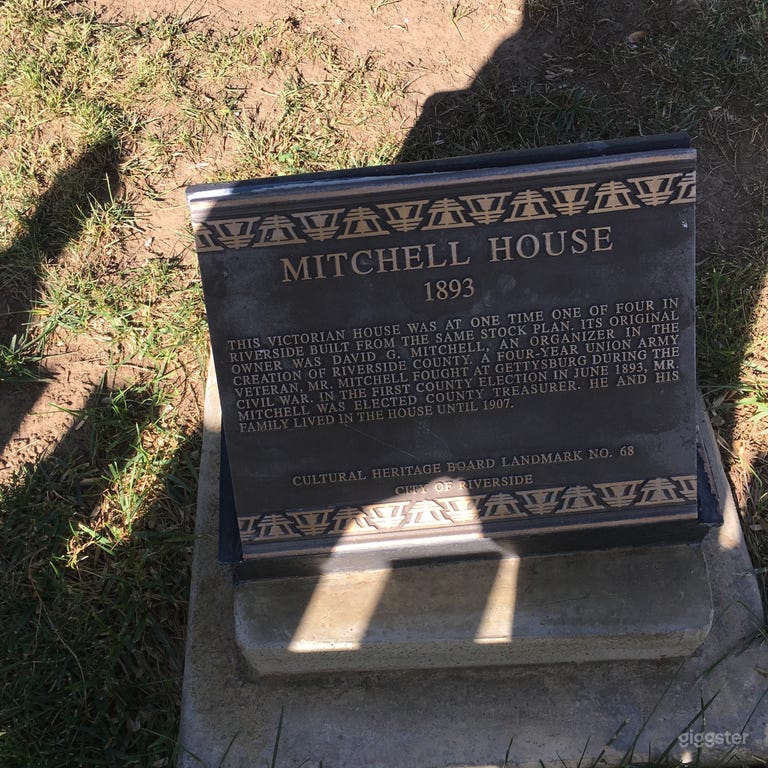 MITCHELL HOUSE
1893
THIS VICTORIAN HOUSE WAS AT ONE TIME ONE OF FOUR IN
RIVERSIDE BUILT FROM THE SAME STOCK PLAN. ITS ORIGINAL
OWNER WAS DAVID G. MITCHELL, AN ORGANIZER IN THE
CREATION OF RIVERSIDE COUNTY. A FOUR-YEAR UNION ARMY
VETERAN, MR. MITCHELL FOUGHT AT GETTYSBURG DURING THE
CIVIL WAR. IN THE FIRST COUNTY ELECTION IN JUNE 1893, MR.
MITCHELL WAS ELECTED COUNTY TREASURER. HE AND HIS
FAMILY LIVED IN THE HOUSE UNTIL 1907.
CULTURAL HERITAGE BOARD LANDMARK NO. 68
CITY OF RIVERSIDE
giggster